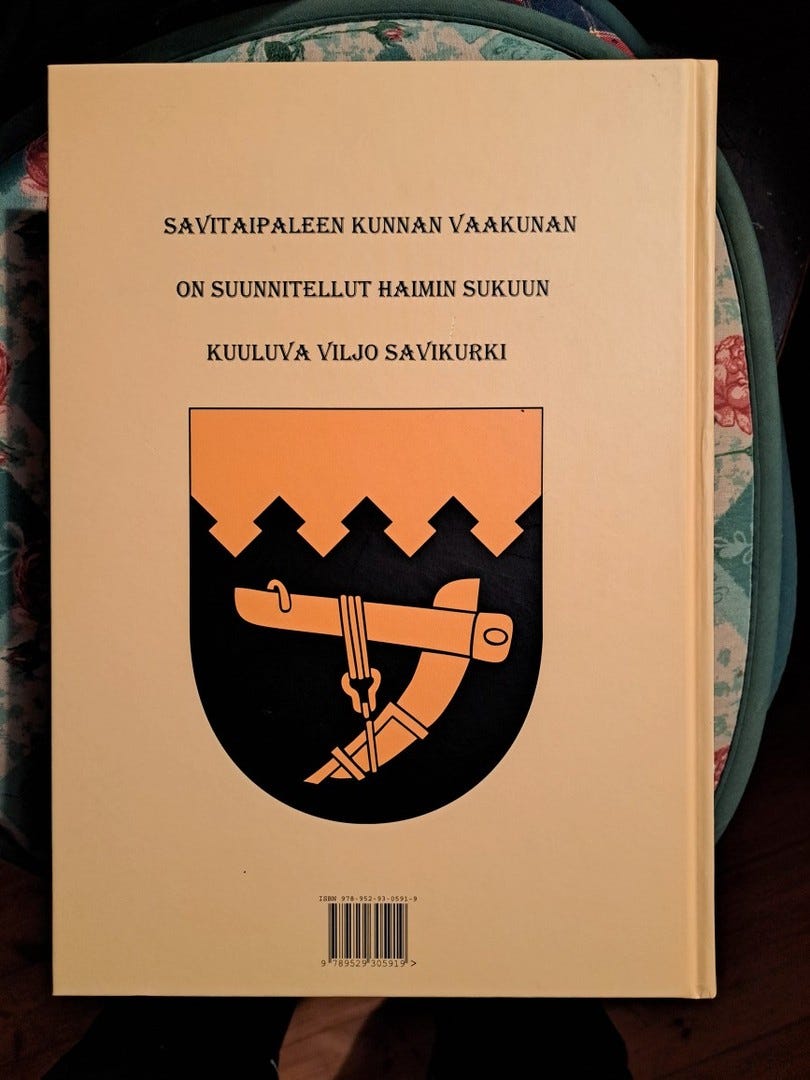 SAVITAIPALEEN KUNNAN VAAKUNAN
ON SUUNNITELLUT HAIMIN SUKUUN
KUULUVA VILJO SAVIKURKI
ISBN 978-952-93-0591-9
9 789529 305919 >